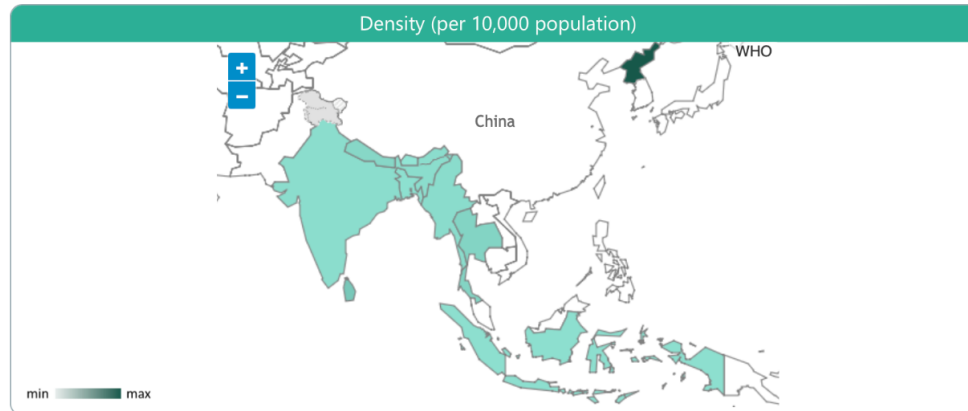 Density (per 10,000 population)
+
−
WHO
China
min max